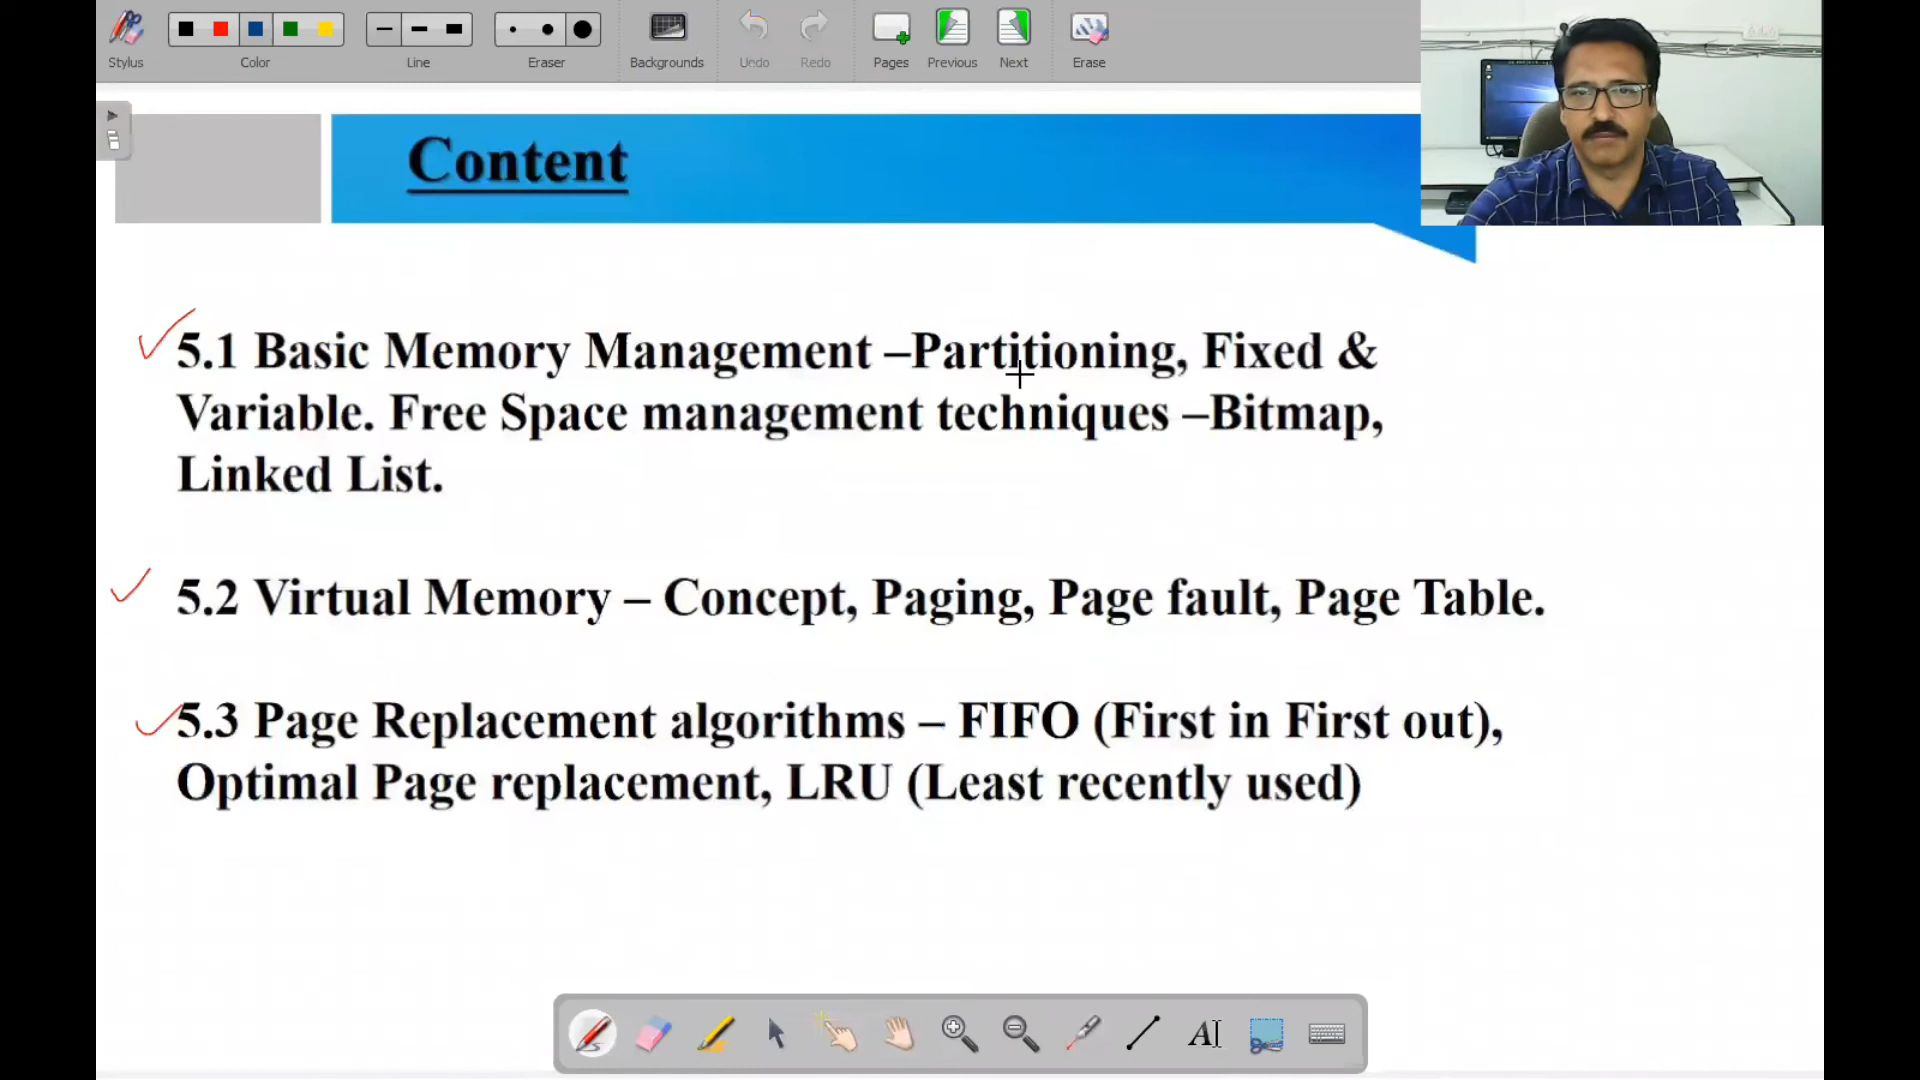 Stylus
Color
Line
Eraser
Backgrounds
Undo
Redo
Pages
Previous
Next
Erase
Content
5.1 Basic Memory Management –Partitioning, Fixed &
Variable. Free Space management techniques –Bitmap,
Linked List.
5.2 Virtual Memory – Concept, Paging, Page fault, Page Table.
5.3 Page Replacement algorithms – FIFO (First in First out),
Optimal Page replacement, LRU (Least recently used)